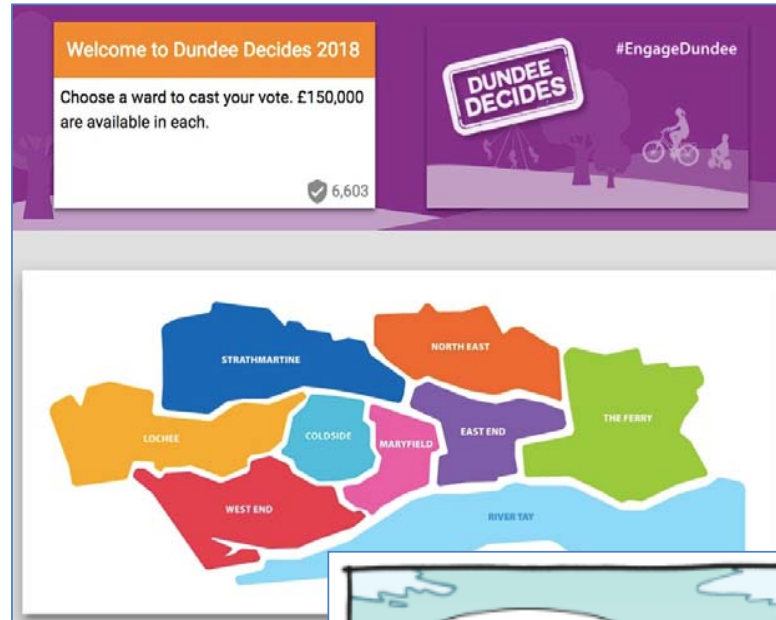 Welcome to Dundee Decides 2018
Choose a ward to cast your vote. £150,000
are available in each.
6,603
#EngageDundee
DUNDEE
DECIDES
STRATHMARTINE
NORTH EAST
THE FERRY
LOCHEE
COLDSIDE
MARYFIELD
EAST END
WEST END
RIVER TAY